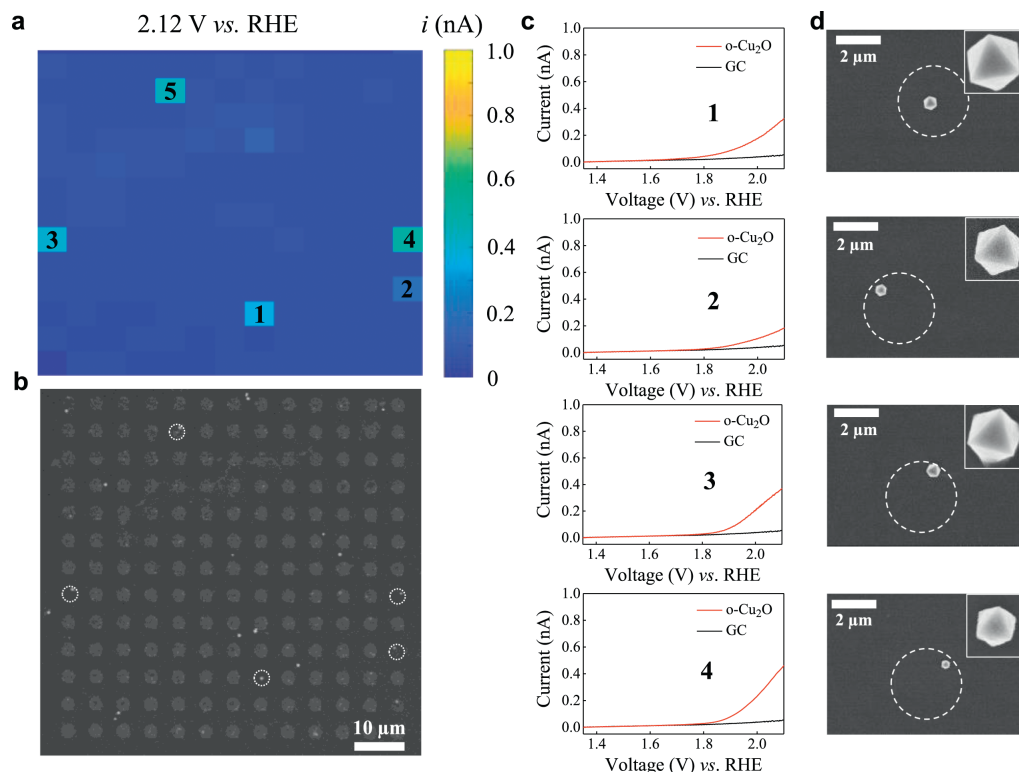 a
2.12 V vs. RHE
i (nA)
1.0
0.8
0.6
0.4
0.2
0
5
3
4
2
1
b
10 µm
c
Current (nA)
1.0
0.8
0.6
0.4
0.2
0.0
o-Cu₂O
GC
1
1.4 1.6 1.8 2.0
Voltage (V) vs. RHE
Current (nA)
1.0
0.8
0.6
0.4
0.2
0.0
o-Cu₂O
GC
2
1.4 1.6 1.8 2.0
Voltage (V) vs. RHE
Current (nA)
1.0
0.8
0.6
0.4
0.2
0.0
o-Cu₂O
GC
3
1.4 1.6 1.8 2.0
Voltage (V) vs. RHE
Current (nA)
1.0
0.8
0.6
0.4
0.2
0.0
o-Cu₂O
GC
4
1.4 1.6 1.8 2.0
Voltage (V) vs. RHE
d
2 µm
2 µm
2 µm
2 µm